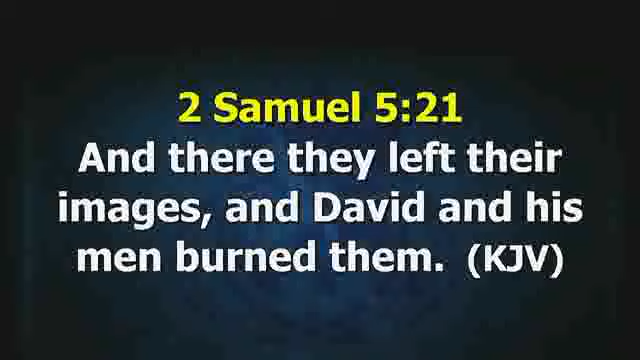 2 Samuel 5:21
And there they left their
images, and David and his
men burned them. (KJV)